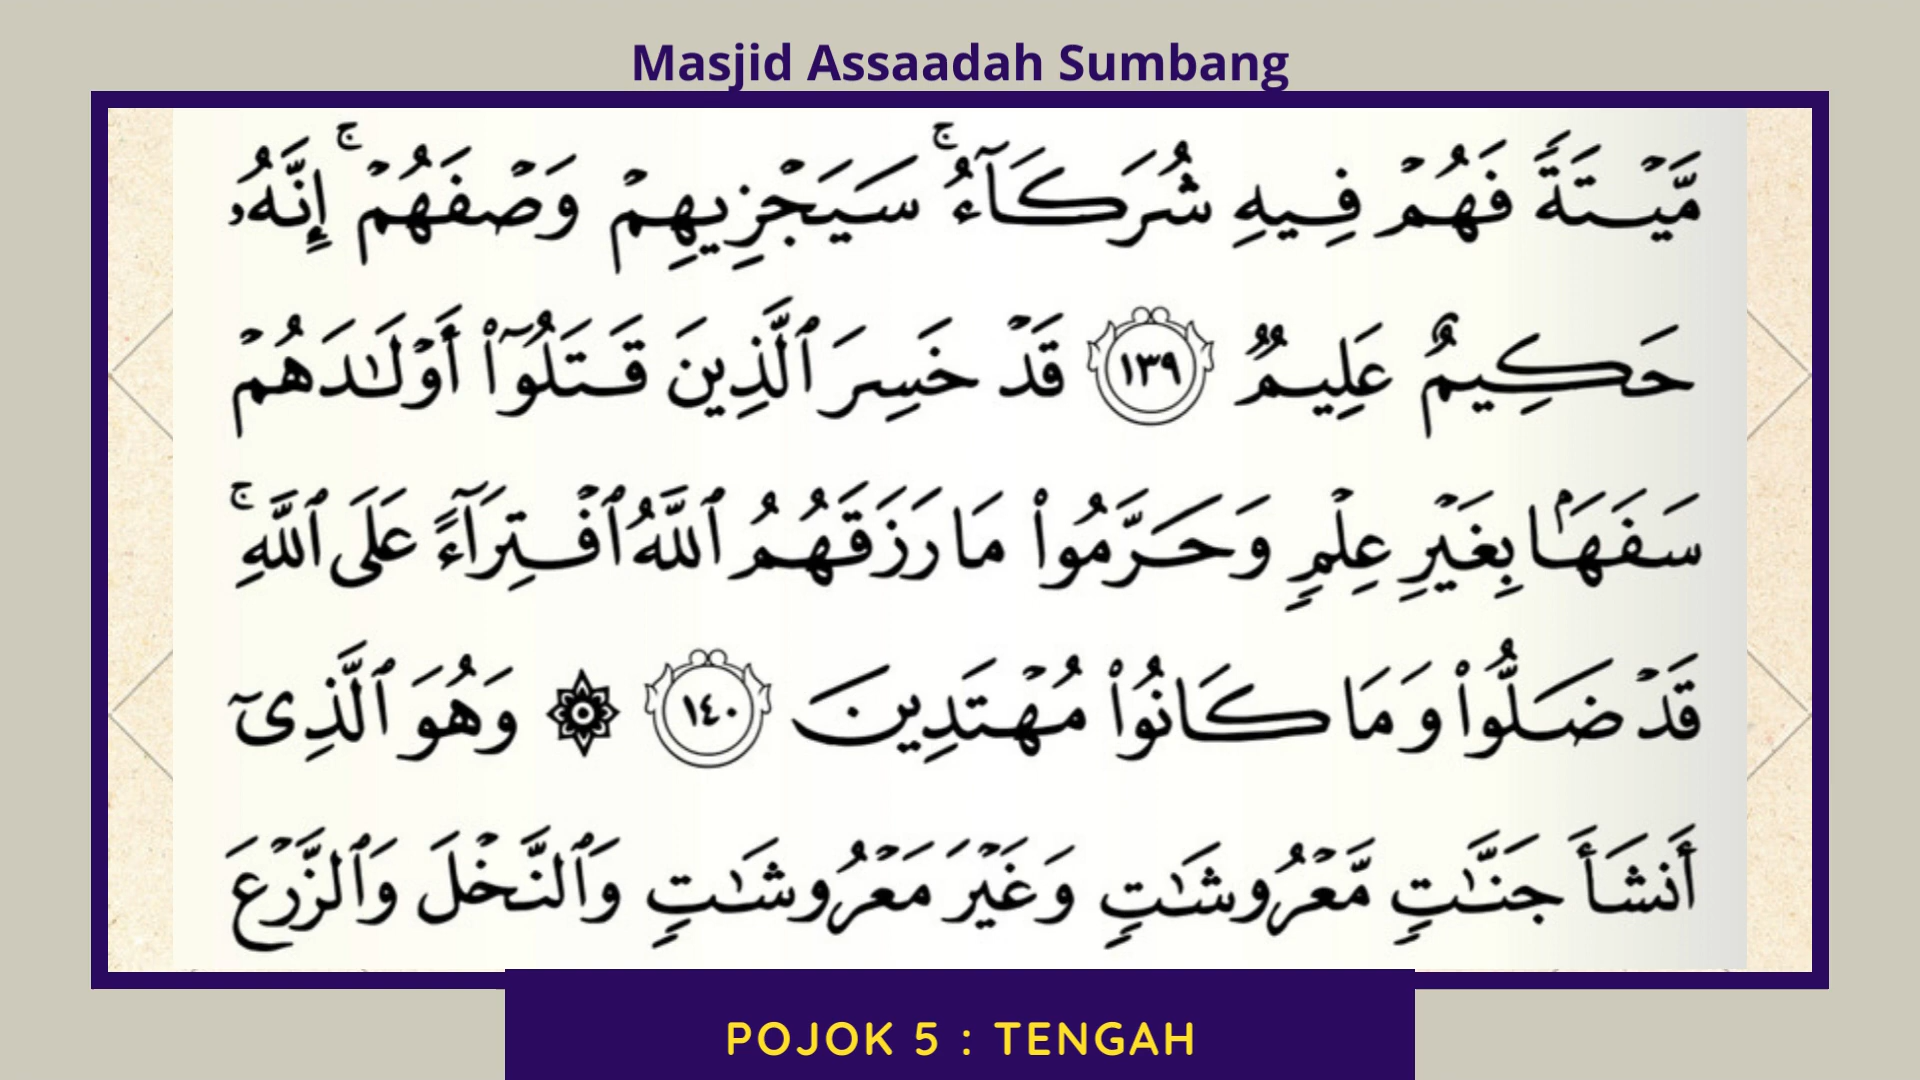 Masjid Assaadah Sumbang
مَّيْتَةً فَهُمْ فِيهِ شُرَكَآءُ ۚ سَيَجْزِيهِمْ وَصْفَهُمْ ۚ إِنَّهُۥ
حَكِيمٌ عَلِيمٌ ١٣٩ قَدْ خَسِرَ ٱلَّذِينَ قَتَلُوٓا۟ أَوْلَـٰدَهُمْ
سَفَهًۢا بِغَيْرِ عِلْمٍ وَحَرَّمُوا۟ مَا رَزَقَهُمُ ٱللَّهُ ٱفْتِرَآءً عَلَى ٱللَّهِ ۚ
قَدْ ضَلُّوا۟ وَمَا كَانُوا۟ مُهْتَدِينَ ١٤٠ ۞ وَهُوَ ٱلَّذِىٓ
أَنشَأَ جَنَّـٰتٍ مَّعْرُوشَـٰتٍ وَغَيْرَ مَعْرُوشَـٰتٍ وَٱلنَّخْلَ وَٱلزَّرْعَ
POJOK 5 : TENGAH